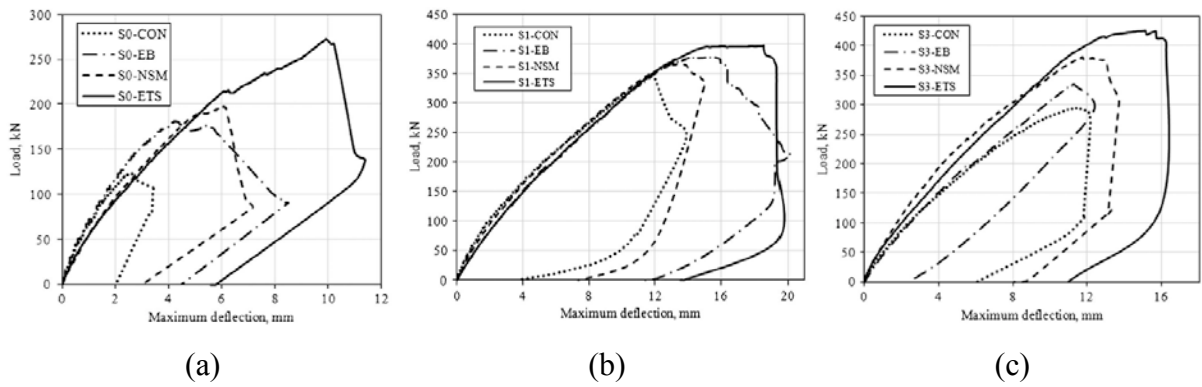 300
250
200
150
100
50
0
Load, kN
S0-CON
S0-EB
S0-NSM
S0-ETS
0 2 4 6 8 10 12
Maximum deflection, mm
(a)
450
400
350
300
250
200
150
100
50
0
Load, kN
S1-CON
S1-EB
S1-NSM
S1-ETS
0 4 8 12 16 20
Maximum deflection, mm
(b)
450
400
350
300
250
200
150
100
50
0
Load, kN
S3-CON
S3-EB
S3-NSM
S3-ETS
0 4 8 12 16
Maximum deflection, mm
(c)